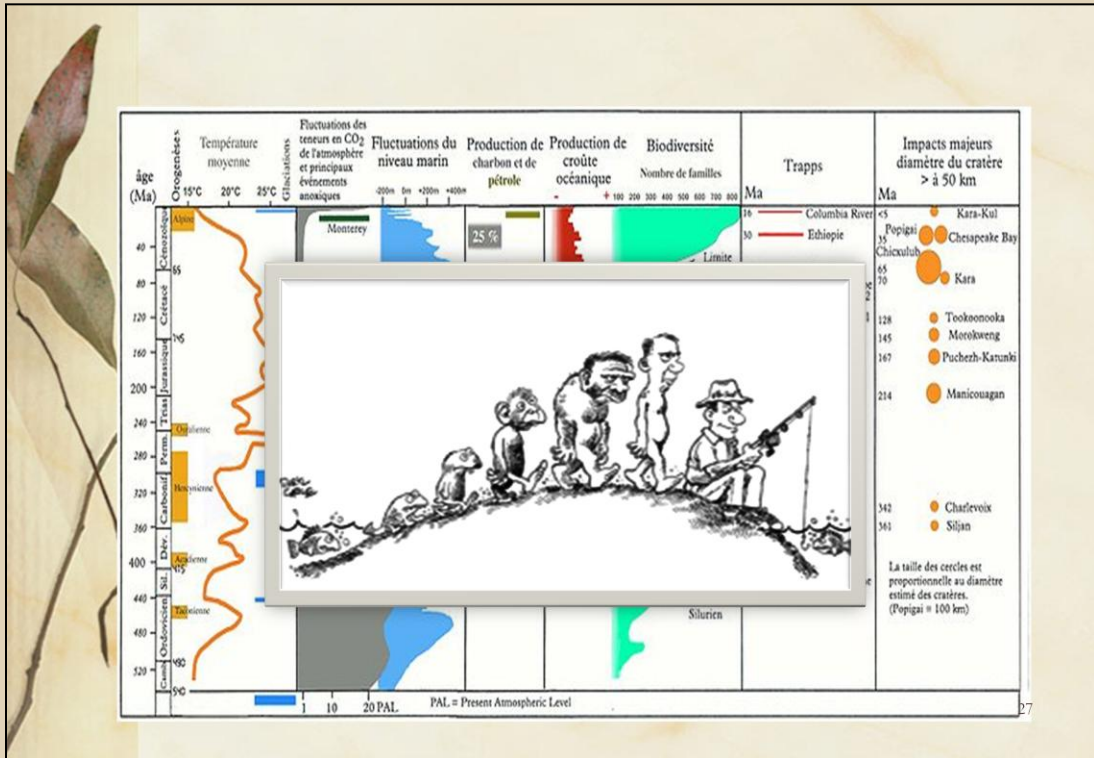 âge
(Ma)
Orogenèses
Température
moyenne
15°C 20°C 25°C
Glaciations
Fluctuations des
teneurs en CO2
de l'atmosphère
et principaux
événements
anoxiques
Fluctuations du
niveau marin
-200m 0m +200m +400m
Production de
charbon et de
pétrole
Production de
croûte
océanique
- +
Biodiversité
Nombre de familles
100 200 300 400 500 600 700 800
Trapps
Ma
Impacts majeurs
diamètre du cratère
> à 50 km
Ma
40
80
120
160
200
240
280
320
360
400
440
480
520
Cénozoïque
Crétacé
Jurassique
Trias
Perm.
Carbonif.
Dév.
Sil.
Ordovicien
Camb
65
540
Alpine
Hercynienne
Acadienne
Taconienne
Monterey
25 %
Limite
Silurien
16 Columbia River
30 Ethiopie
<5 Kara-Kul
Popigai
35 Chesapeake Bay
Chicxulub
65
70 Kara
128 Tookoonooka
145 Morokweng
167 Puchezh-Katunki
214 Manicouagan
342 Charlevoix
361 Siljan
La taille des cercles est
proportionnelle au diamètre
estimé des cratères.
(Popigai = 100 km)
1 10 20 PAL
PAL = Present Atmospheric Level
27